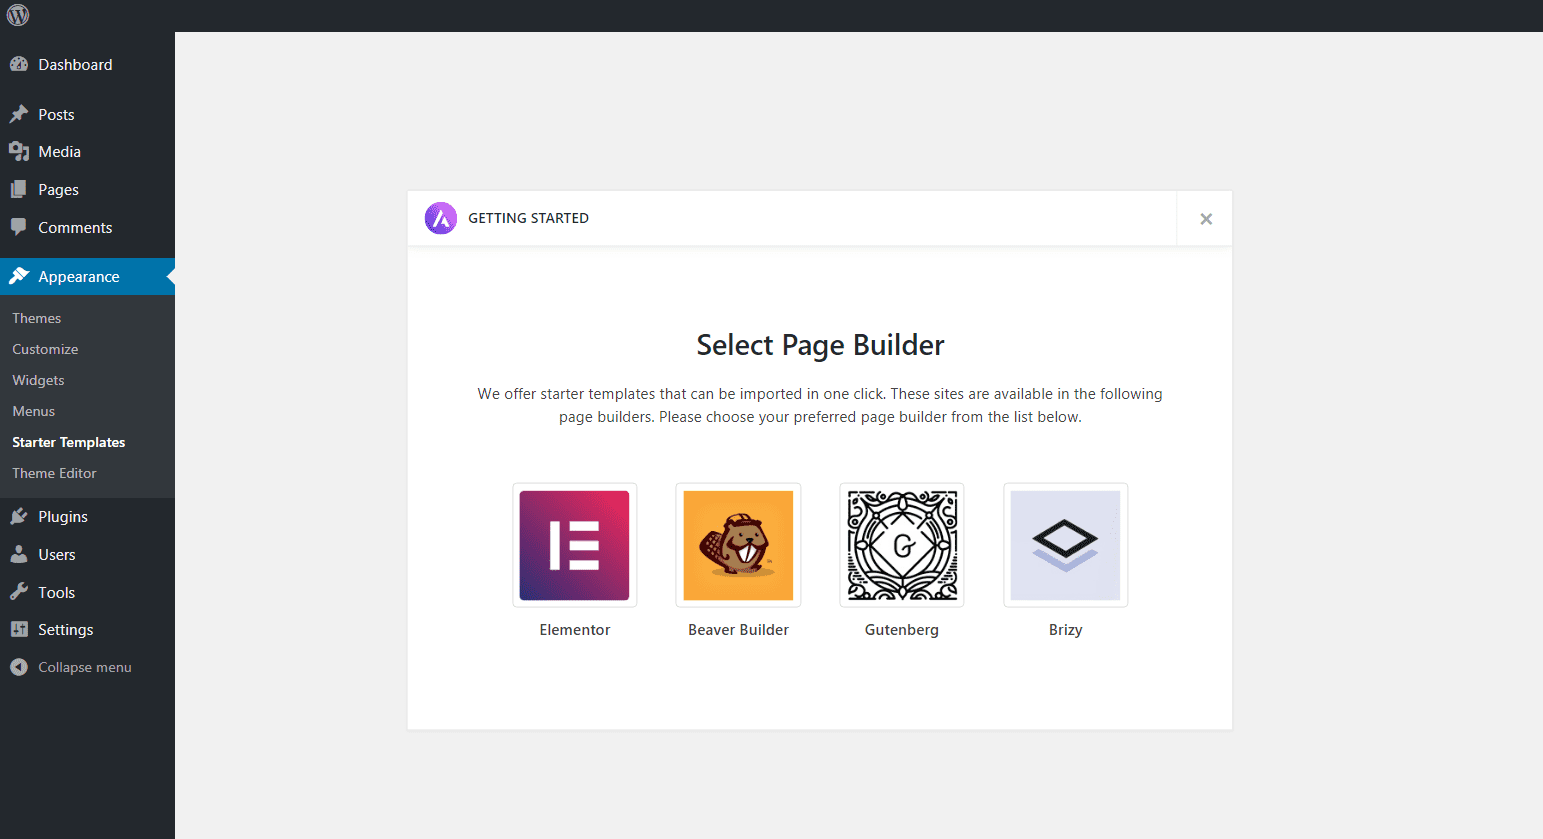 Dashboard
Posts
Media
Pages
Comments
Appearance
Themes
Customize
Widgets
Menus
Starter Templates
Theme Editor
Plugins
Users
Tools
Settings
Collapse menu
GETTING STARTED
Select Page Builder
We offer starter templates that can be imported in one click. These sites are available in the following
page builders. Please choose your preferred page builder from the list below.
G
Elementor
Beaver Builder
Gutenberg
Brizy